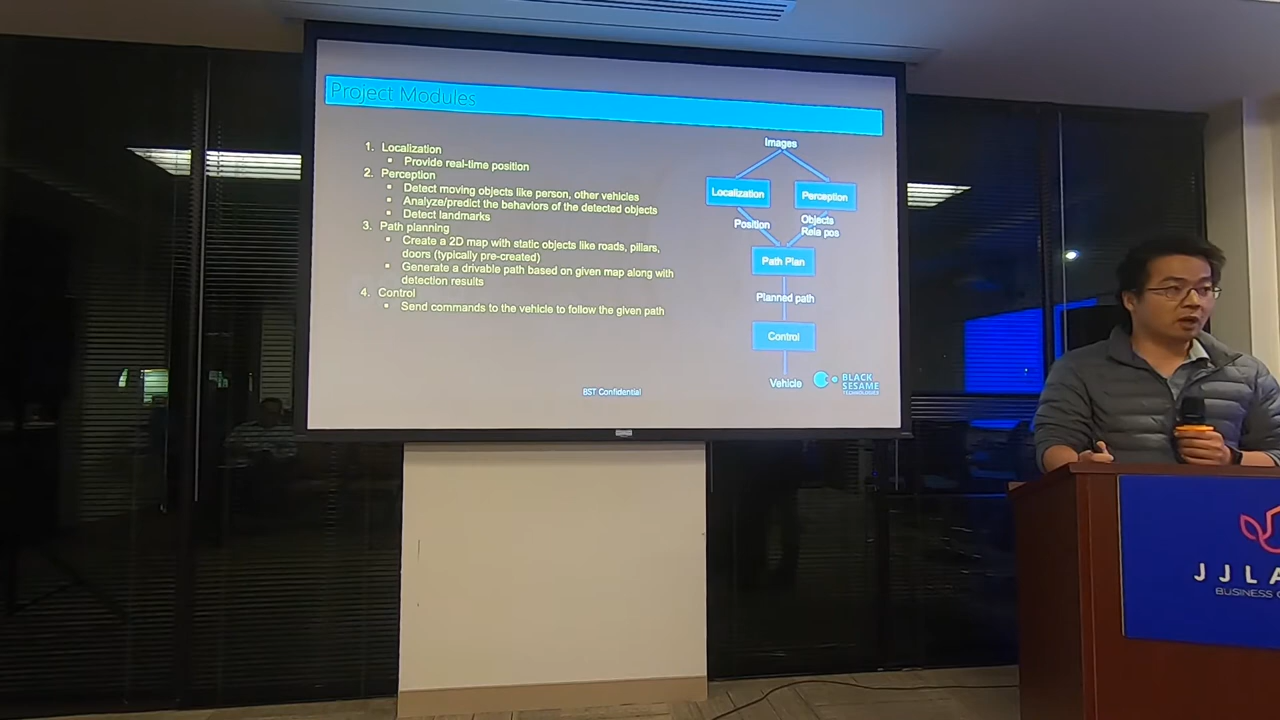 Project Modules
1. Localization
▪ Provide real-time position
2. Perception
▪ Detect moving objects like person, other vehicles
▪ Analyze/predict the behaviors of the detected objects
▪ Detect landmarks
3. Path planning
▪ Create a 2D map with static objects like roads, pillars,
doors (typically pre-created)
▪ Generate a drivable path based on given map along with
detection results
4. Control
▪ Send commands to the vehicle to follow the given path
Images
Localization
Perception
Position
Objects
Rela pos
Path Plan
Planned path
Control
Vehicle
BST Confidential
BLACK
SESAME
TECHNOLOGIES
JJLA
BUSINESS